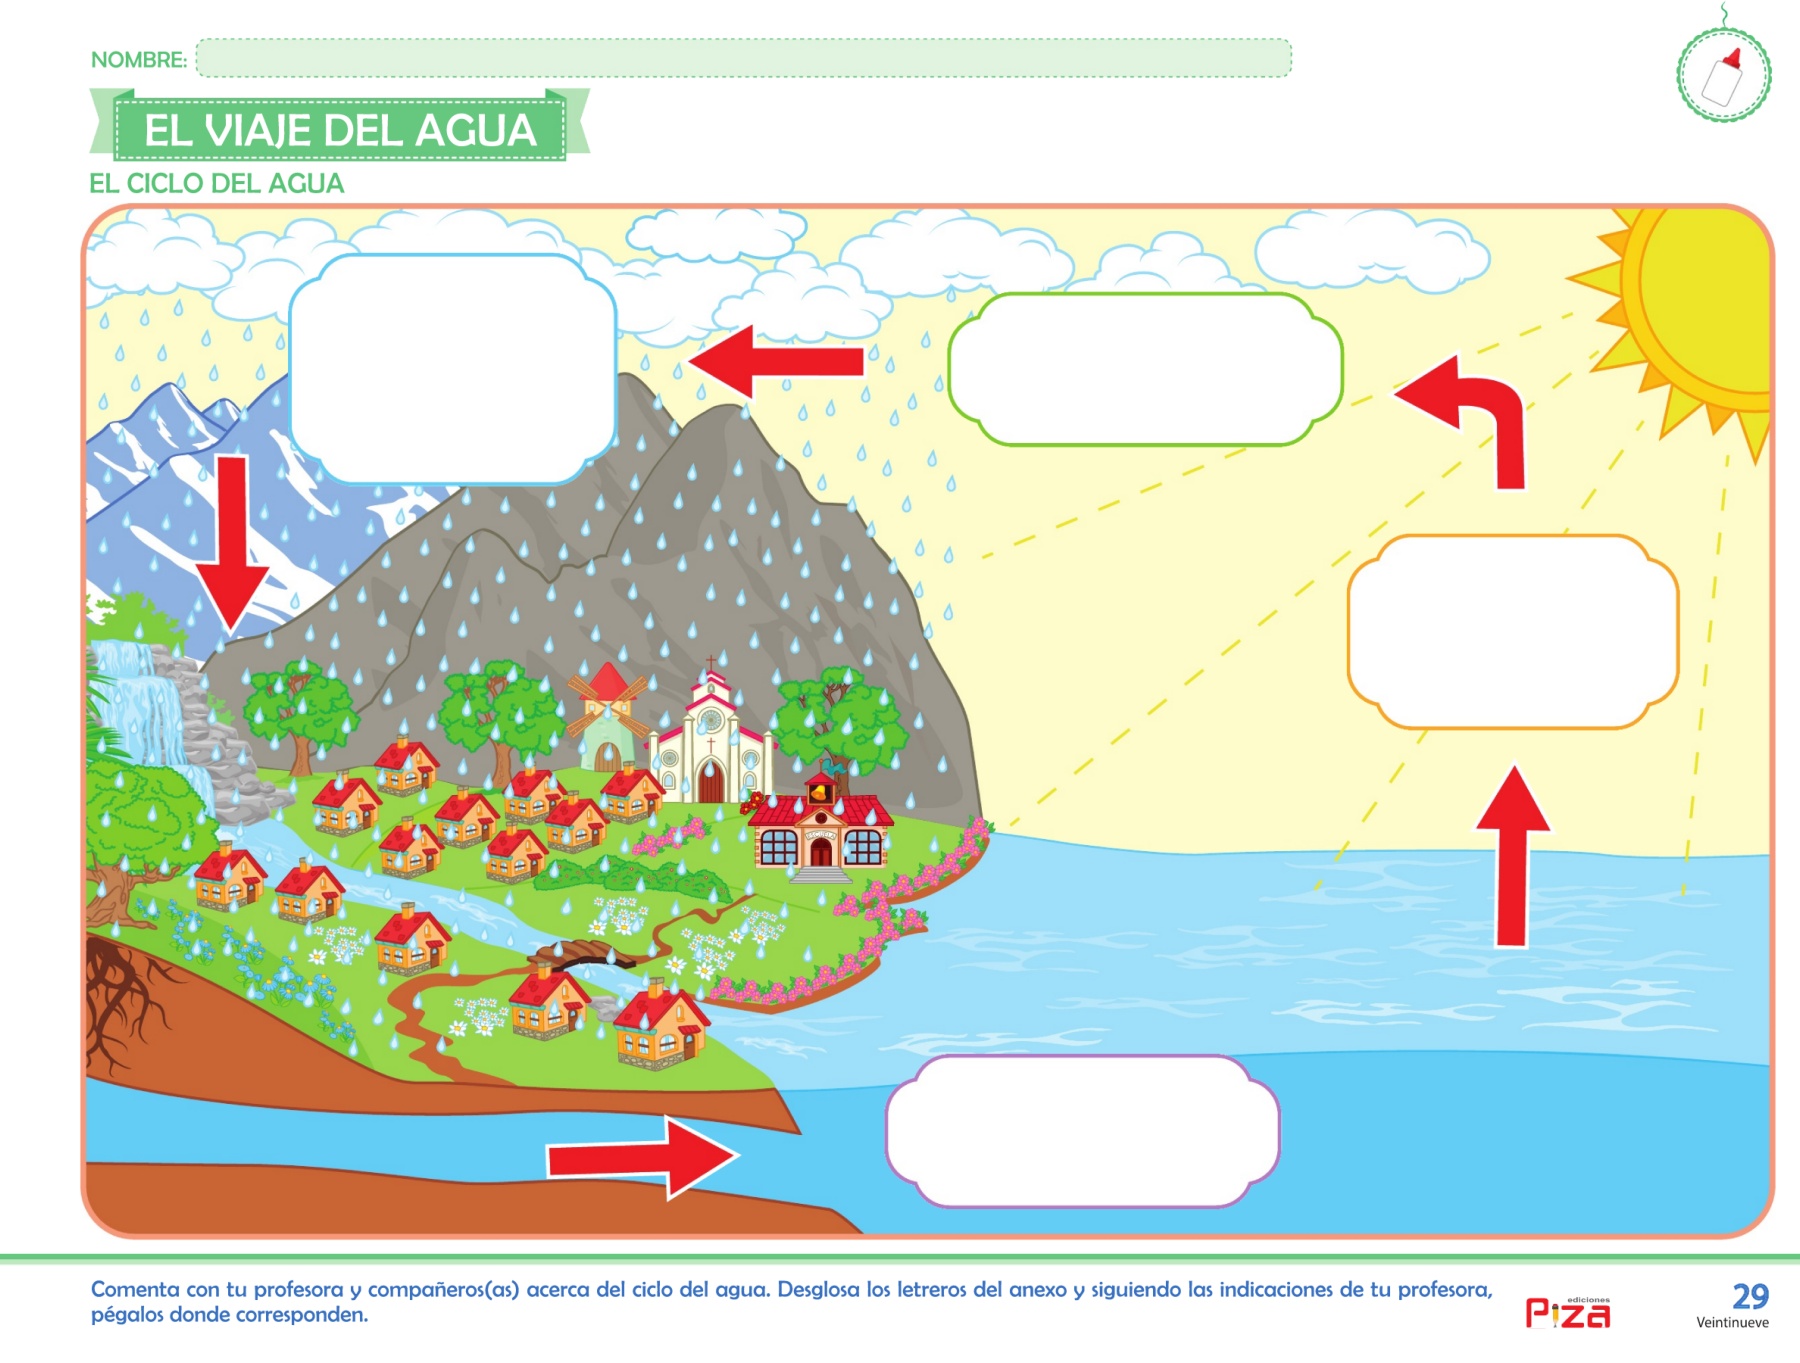 NOMBRE:
EL VIAJE DEL AGUA
EL CICLO DEL AGUA
ESCUELA
Comenta con tu profesora y compañeros(as) acerca del ciclo del agua. Desglosa los letreros del anexo y siguiendo las indicaciones de tu profesora,
pégalos donde corresponden.
ediciones
Piza
29
Veintinueve